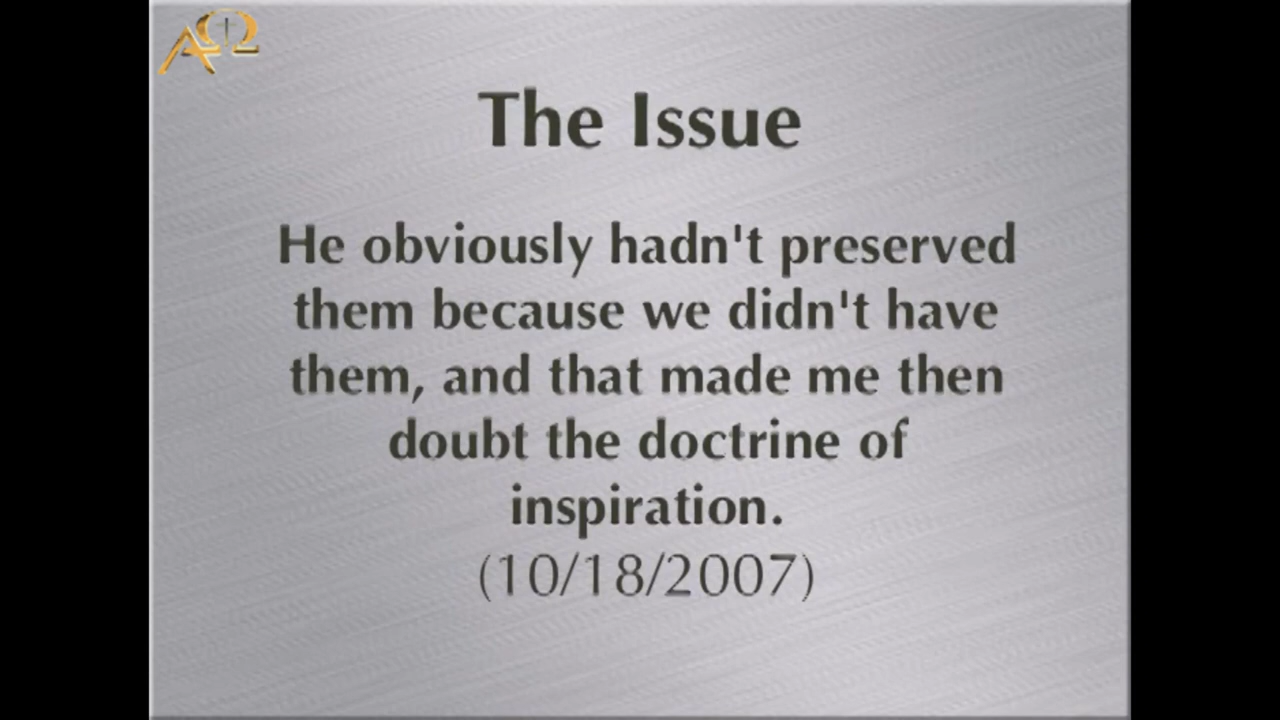 ΑΩ
The Issue
He obviously hadn't preserved
them because we didn't have
them, and that made me then
doubt the doctrine of
inspiration.
(10/18/2007)